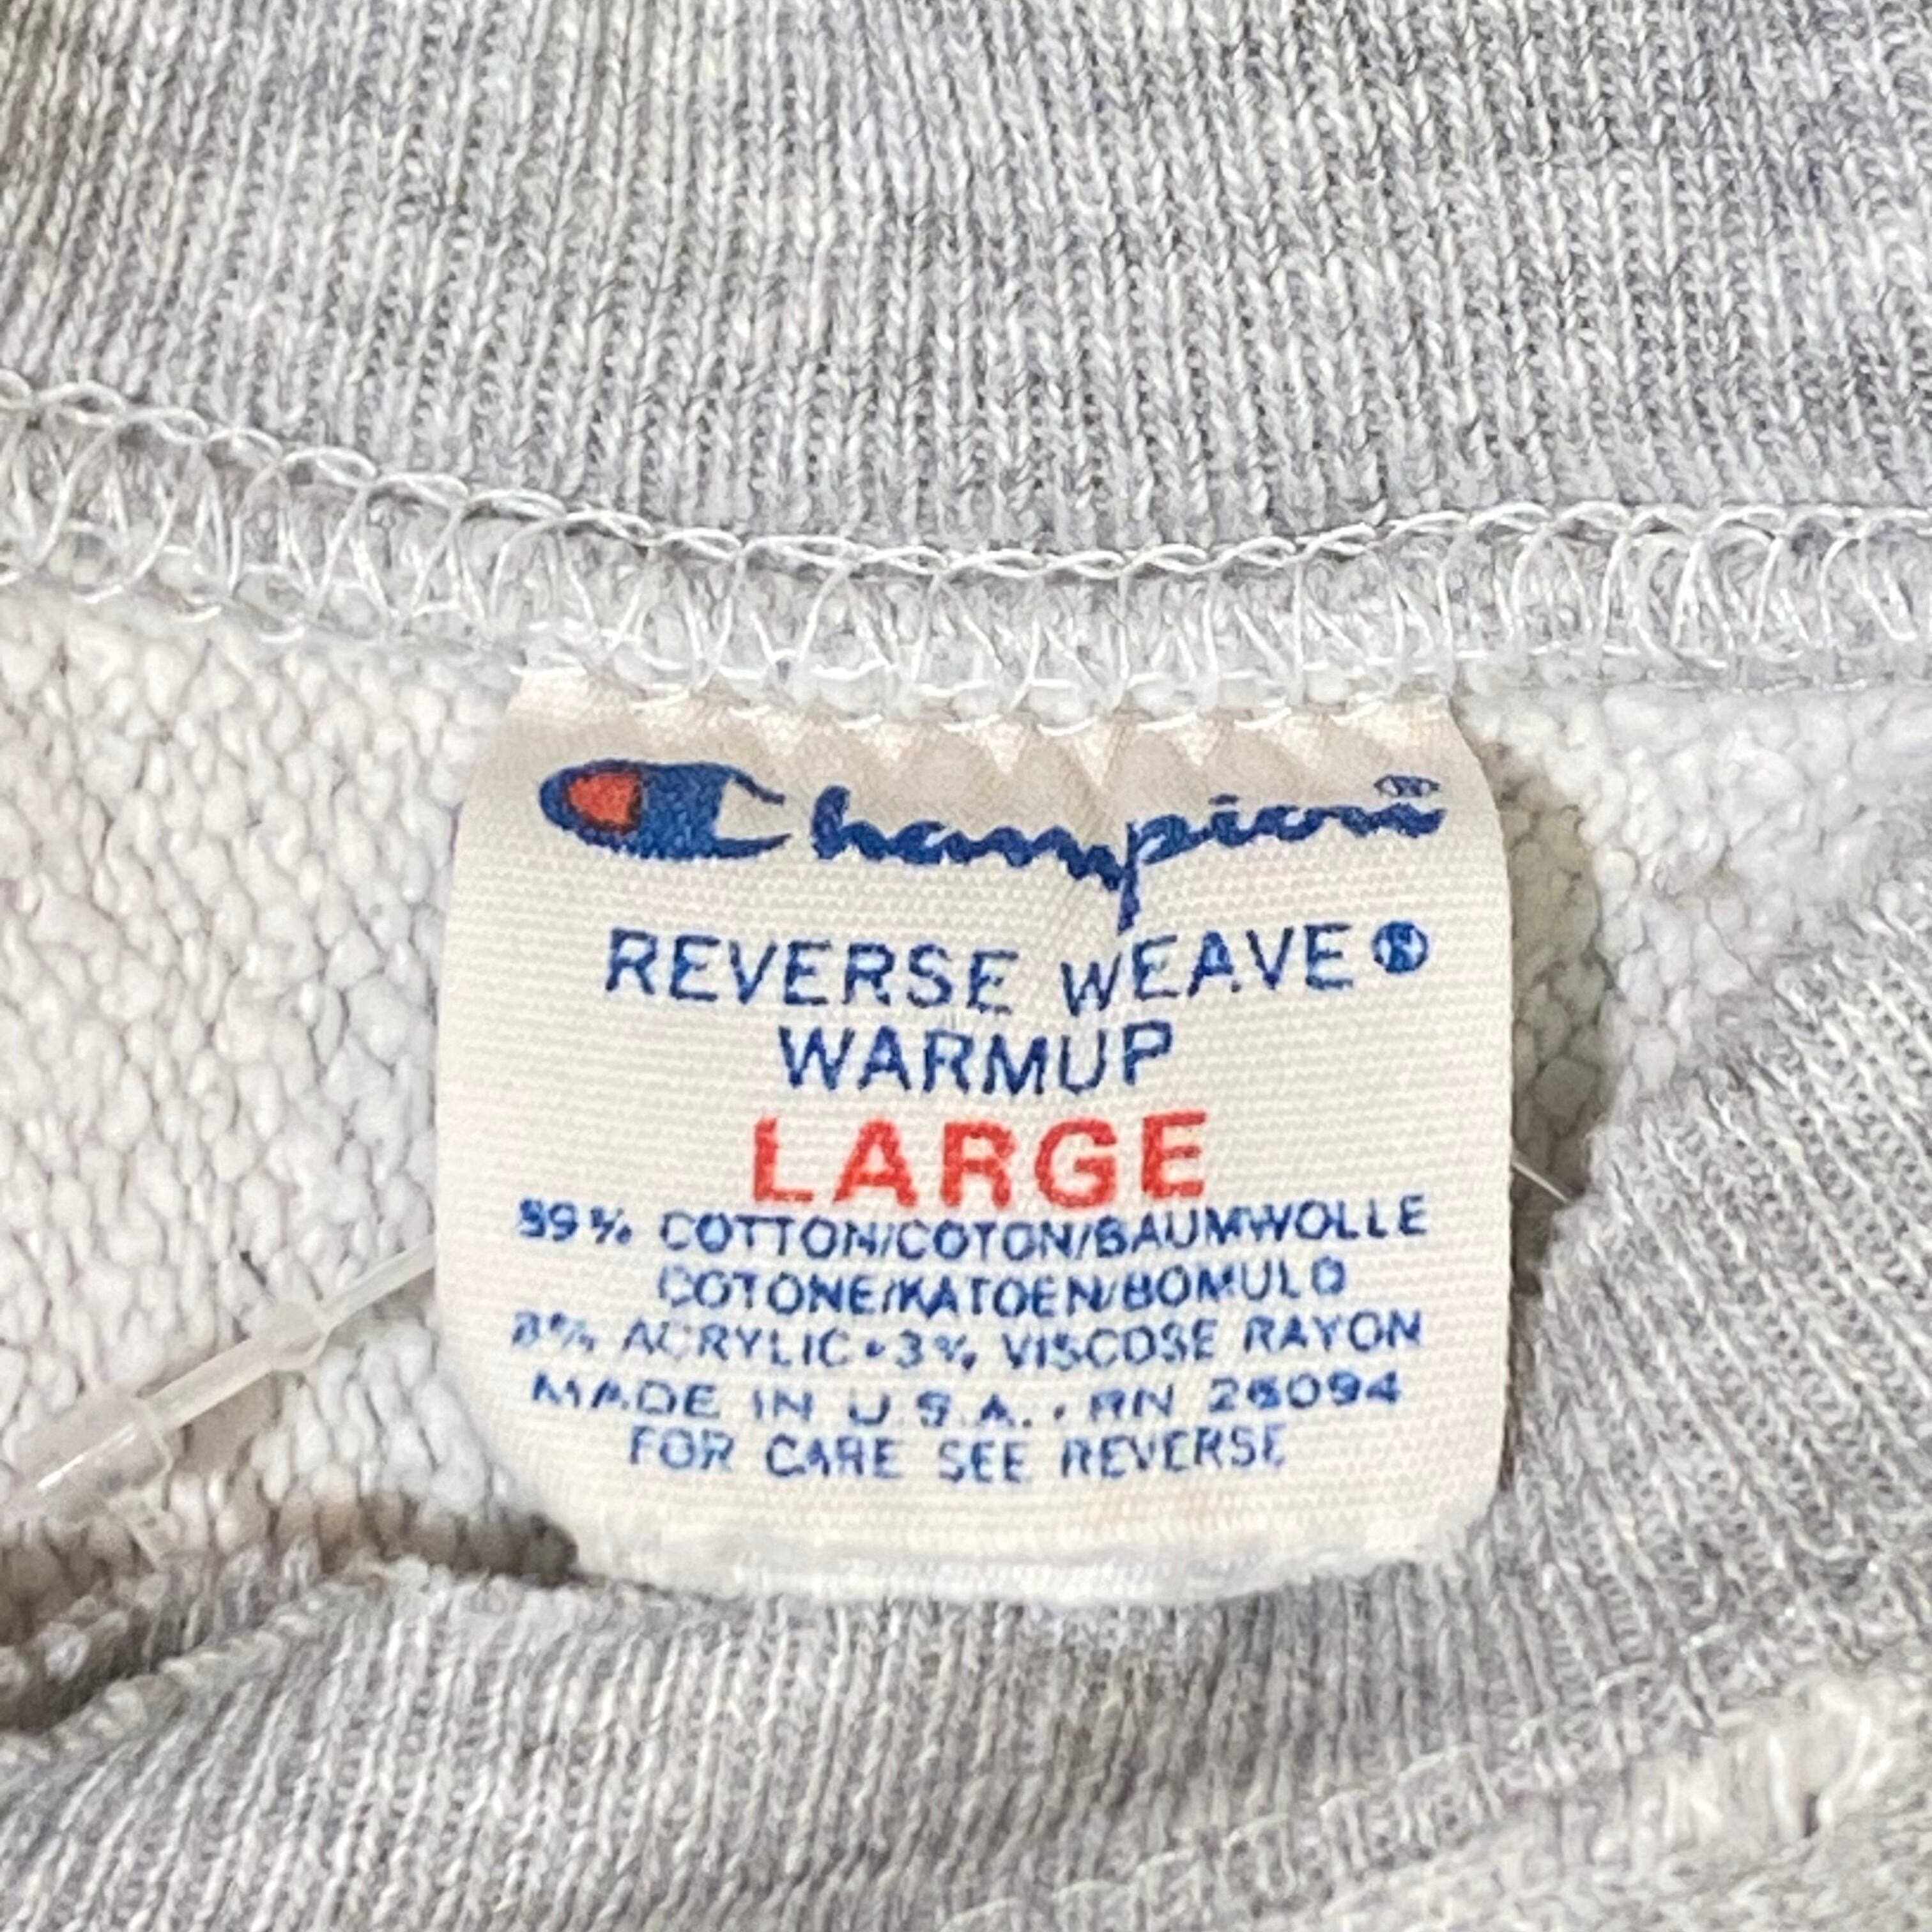 Champion®
REVERSE WEAVE®
WARMUP
LARGE
89% COTTON/COTON/BAUMWOLLE
COTONE/KATOEN/BOMULD
8% ACRYLIC • 3% VISCOSE RAYON
MADE IN U.S.A. • RN 26094
FOR CARE SEE REVERSE